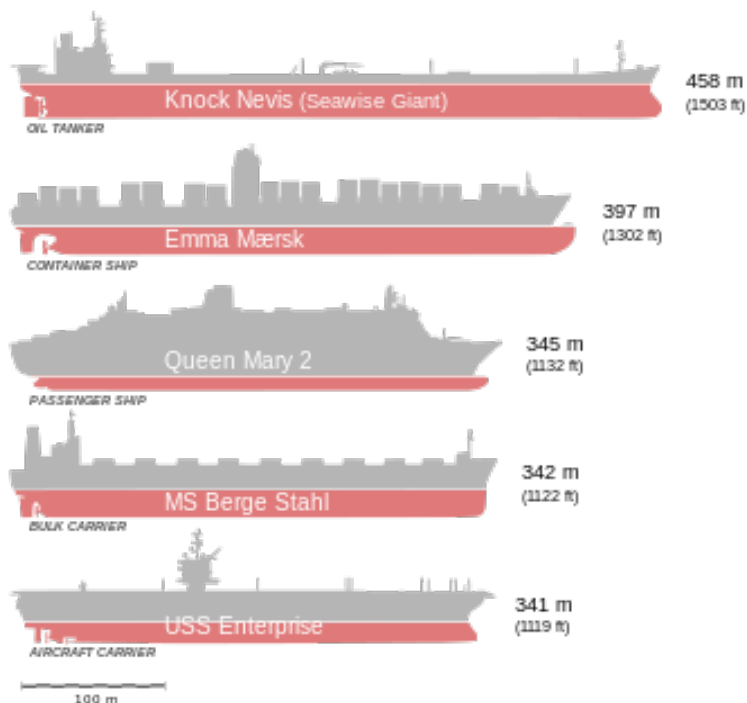 Knock Nevis (Seawise Giant)
458 m
(1503 ft)
OIL TANKER
Emma Mærsk
397 m
(1302 ft)
CONTAINER SHIP
Queen Mary 2
345 m
(1132 ft)
PASSENGER SHIP
MS Berge Stahl
342 m
(1122 ft)
BULK CARRIER
USS Enterprise
341 m
(1119 ft)
AIRCRAFT CARRIER
100 m